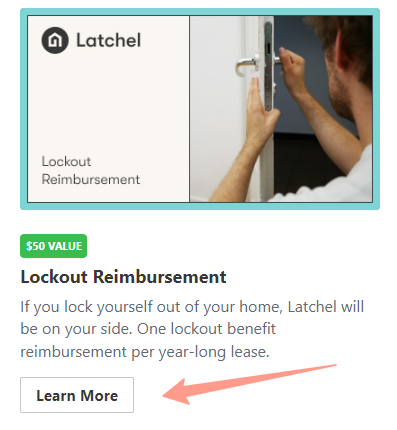 Latchel
Lockout
Reimbursement
$50 VALUE
Lockout Reimbursement
If you lock yourself out of your home, Latchel will
be on your side. One lockout benefit
reimbursement per year-long lease.
Learn More